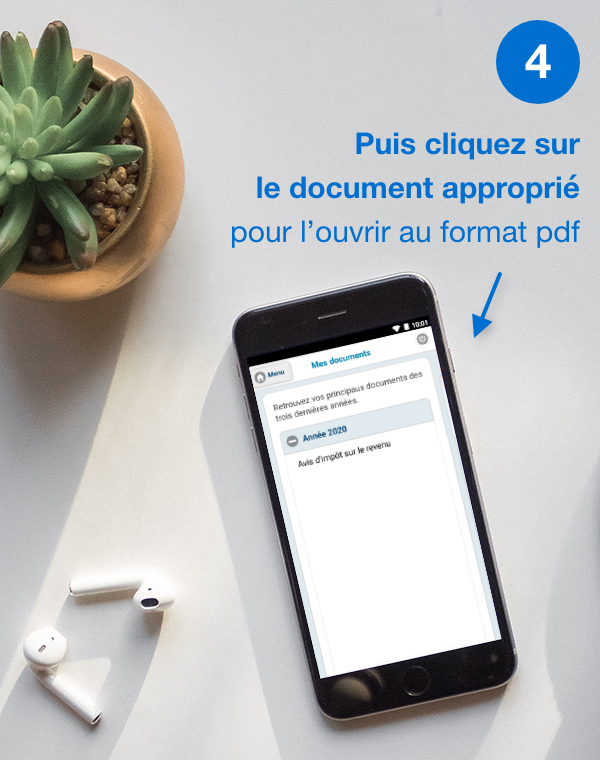 4
Puis cliquez sur
le document approprié
pour l’ouvrir au format pdf
10:01
Menu
Mes documents
Retrouvez vos principaux documents des
trois dernières années.
Année 2020
Avis d'impôt sur le revenu